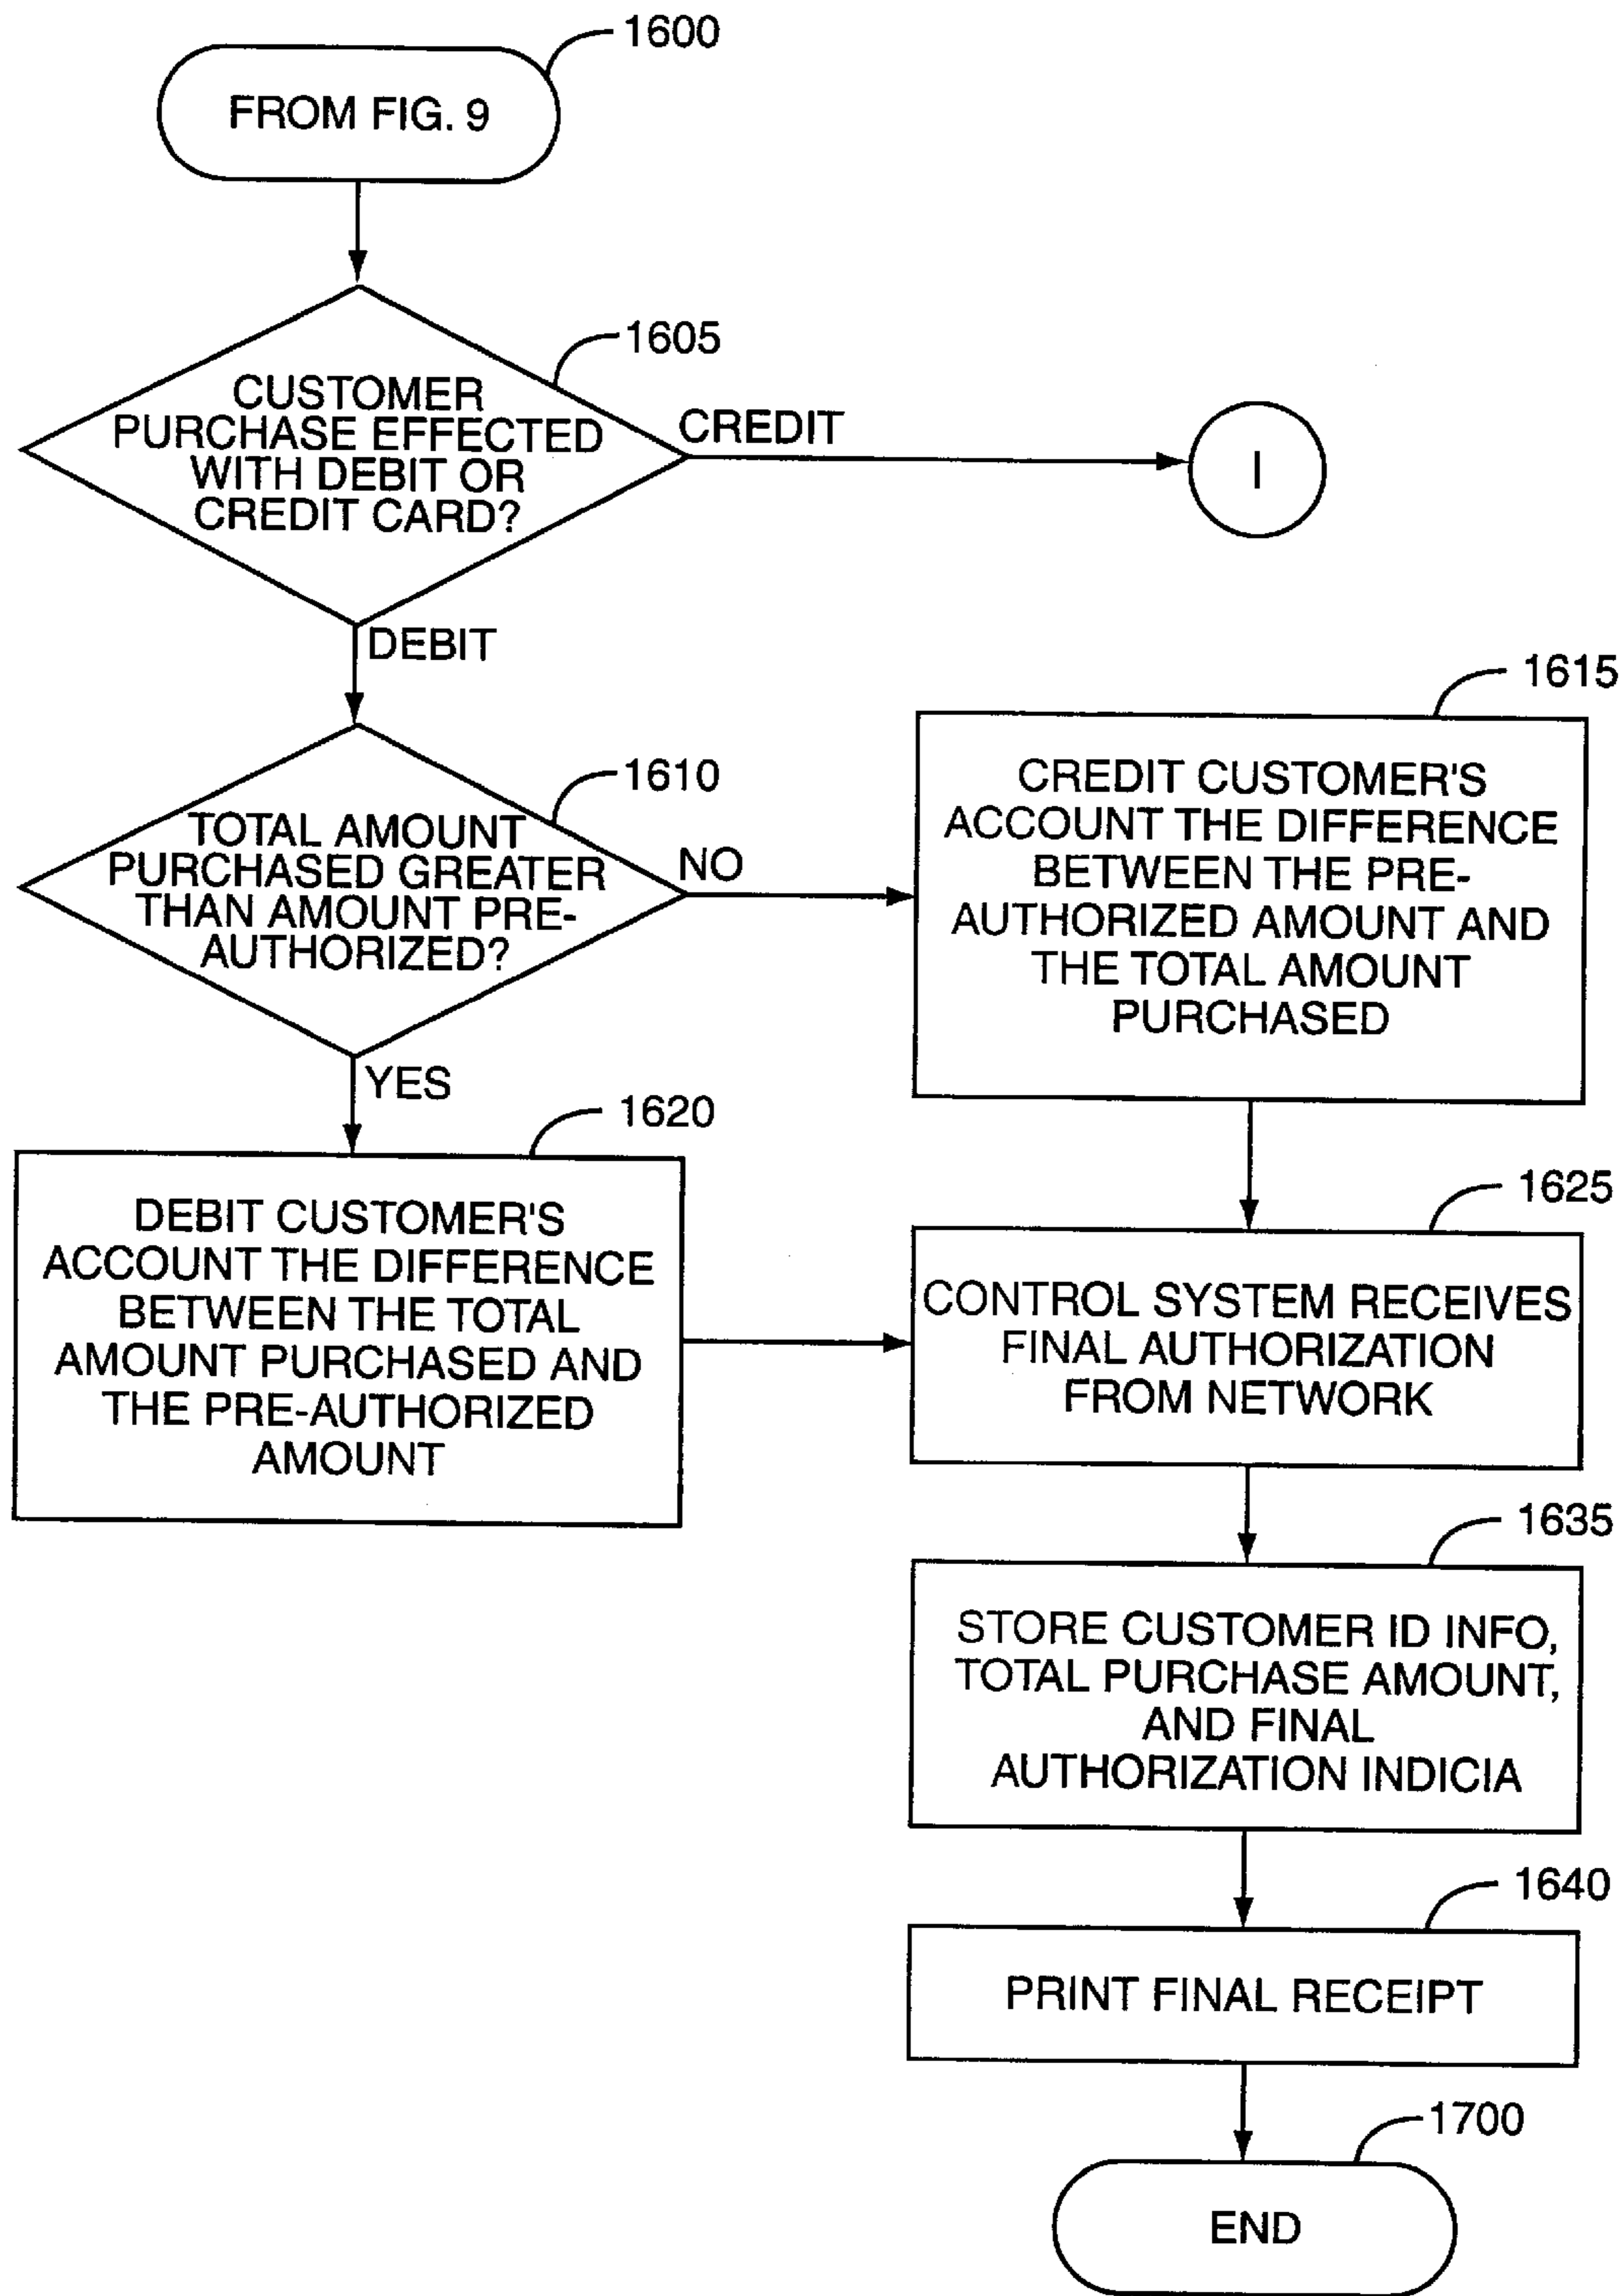 1600
FROM FIG. 9
1605
CUSTOMER
PURCHASE EFFECTED
WITH DEBIT OR
CREDIT CARD?
CREDIT
I
DEBIT
1610
TOTAL AMOUNT
PURCHASED GREATER
THAN AMOUNT PRE-
AUTHORIZED?
NO
1615
CREDIT CUSTOMER'S
ACCOUNT THE DIFFERENCE
BETWEEN THE PRE-
AUTHORIZED AMOUNT AND
THE TOTAL AMOUNT
PURCHASED
YES
1620
DEBIT CUSTOMER'S
ACCOUNT THE DIFFERENCE
BETWEEN THE TOTAL
AMOUNT PURCHASED AND
THE PRE-AUTHORIZED
AMOUNT
1625
CONTROL SYSTEM RECEIVES
FINAL AUTHORIZATION
FROM NETWORK
1635
STORE CUSTOMER ID INFO,
TOTAL PURCHASE AMOUNT,
AND FINAL
AUTHORIZATION INDICIA
1640
PRINT FINAL RECEIPT
1700
END